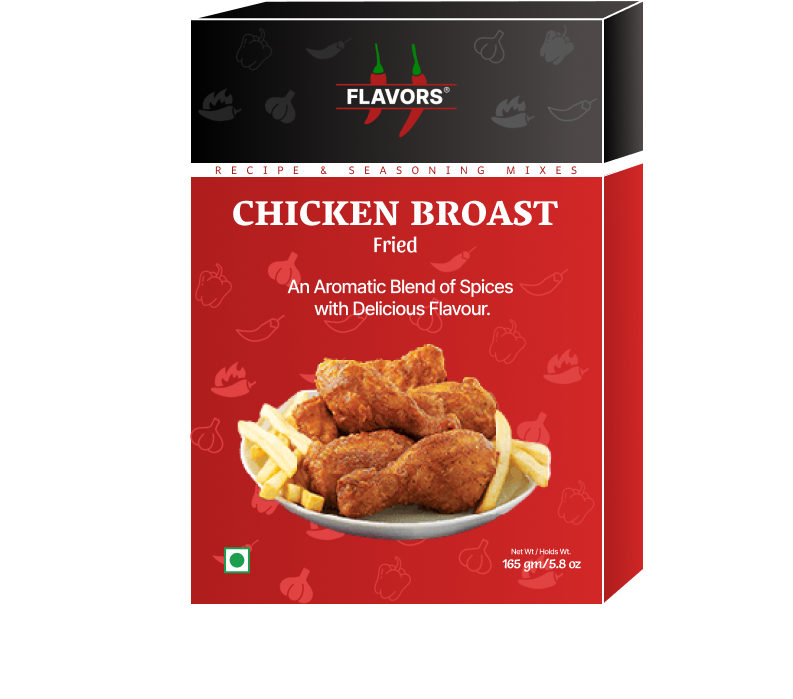 FLAVORS®
RECIPE & SEASONING MIXES
CHICKEN BROAST
Fried
An Aromatic Blend of Spices
with Delicious Flavour.
Net Wt / Holds Wt.
165 gm/5.8 oz